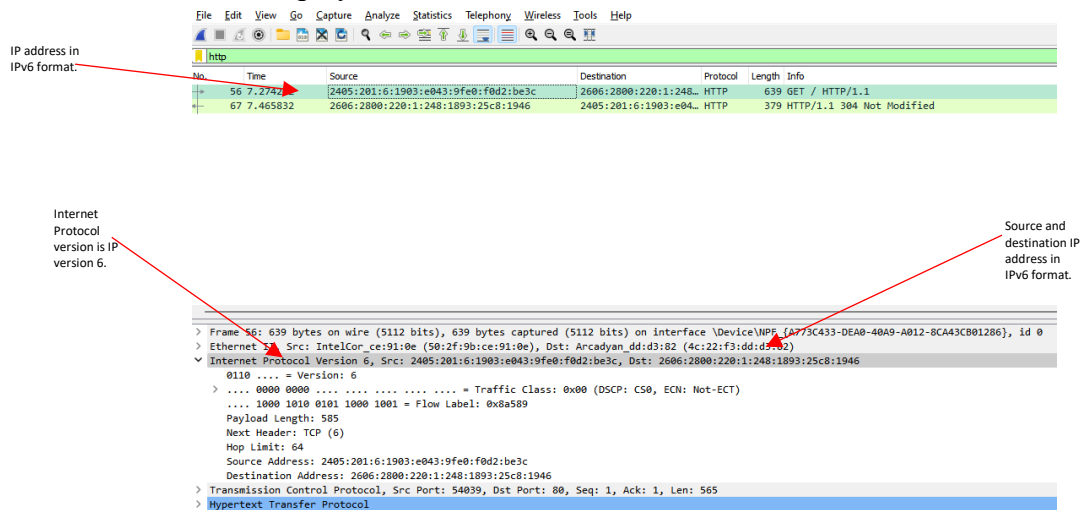 File Edit View Go Capture Analyze Statistics Telephony Wireless Tools Help
IP address in
IPv6 format.
http
No. Time Source Destination Protocol Length Info
56 7.2742 2405:201:6:1903:e043:9fe0:f0d2:be3c 2606:2800:220:1:248… HTTP 639 GET / HTTP/1.1
67 7.465832 2606:2800:220:1:248:1893:25c8:1946 2405:201:6:1903:e04… HTTP 379 HTTP/1.1 304 Not Modified
Internet
Protocol
version is IP
version 6.
Source and
destination IP
address in
IPv6 format.
Frame 56: 639 bytes on wire (5112 bits), 639 bytes captured (5112 bits) on interface \Device\NPF_{A773C433-DEA0-40A9-A012-8CA43CB01286}, id 0
Ethernet II, Src: IntelCor_ce:91:0e (50:2f:9b:ce:91:0e), Dst: Arcadyan_dd:d3:82 (4c:22:f3:dd:d3:82)
Internet Protocol Version 6, Src: 2405:201:6:1903:e043:9fe0:f0d2:be3c, Dst: 2606:2800:220:1:248:1893:25c8:1946
0110 .... = Version: 6
.... 0000 0000 .... .... .... .... .... = Traffic Class: 0x00 (DSCP: CS0, ECN: Not-ECT)
.... 1000 1010 0101 1000 1001 = Flow Label: 0x8a589
Payload Length: 585
Next Header: TCP (6)
Hop Limit: 64
Source Address: 2405:201:6:1903:e043:9fe0:f0d2:be3c
Destination Address: 2606:2800:220:1:248:1893:25c8:1946
Transmission Control Protocol, Src Port: 54039, Dst Port: 80, Seq: 1, Ack: 1, Len: 565
Hypertext Transfer Protocol